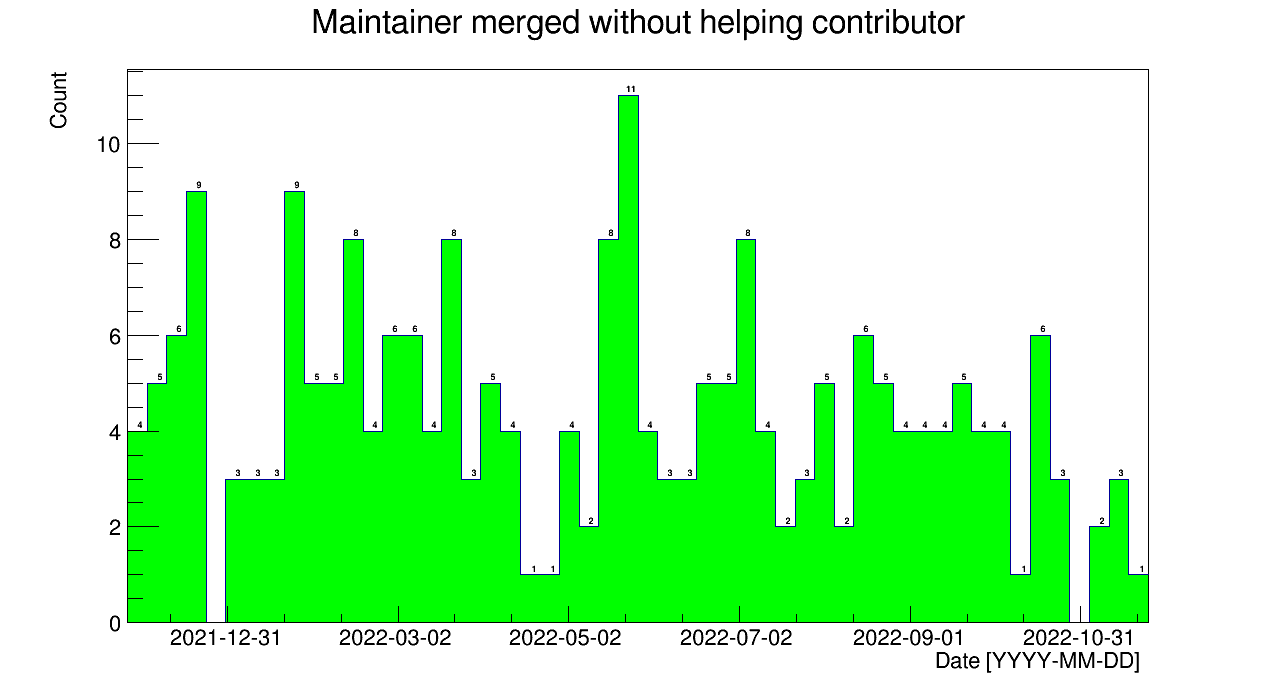 Maintainer merged without helping contributor
Count
11
10
9 9
8 8 8 8 8
6 6 6 6 6 6
5 5 5 5 5 5 5 5 5 5
4 4 4 4 4 4 4 4 4 4 4 4 4 4
3 3 3 3 3 3 3 3 3
2 2 2 2 2
1 1 1 1
0
2021-12-31 2022-03-02 2022-05-02 2022-07-02 2022-09-01 2022-10-31
Date [YYYY-MM-DD]